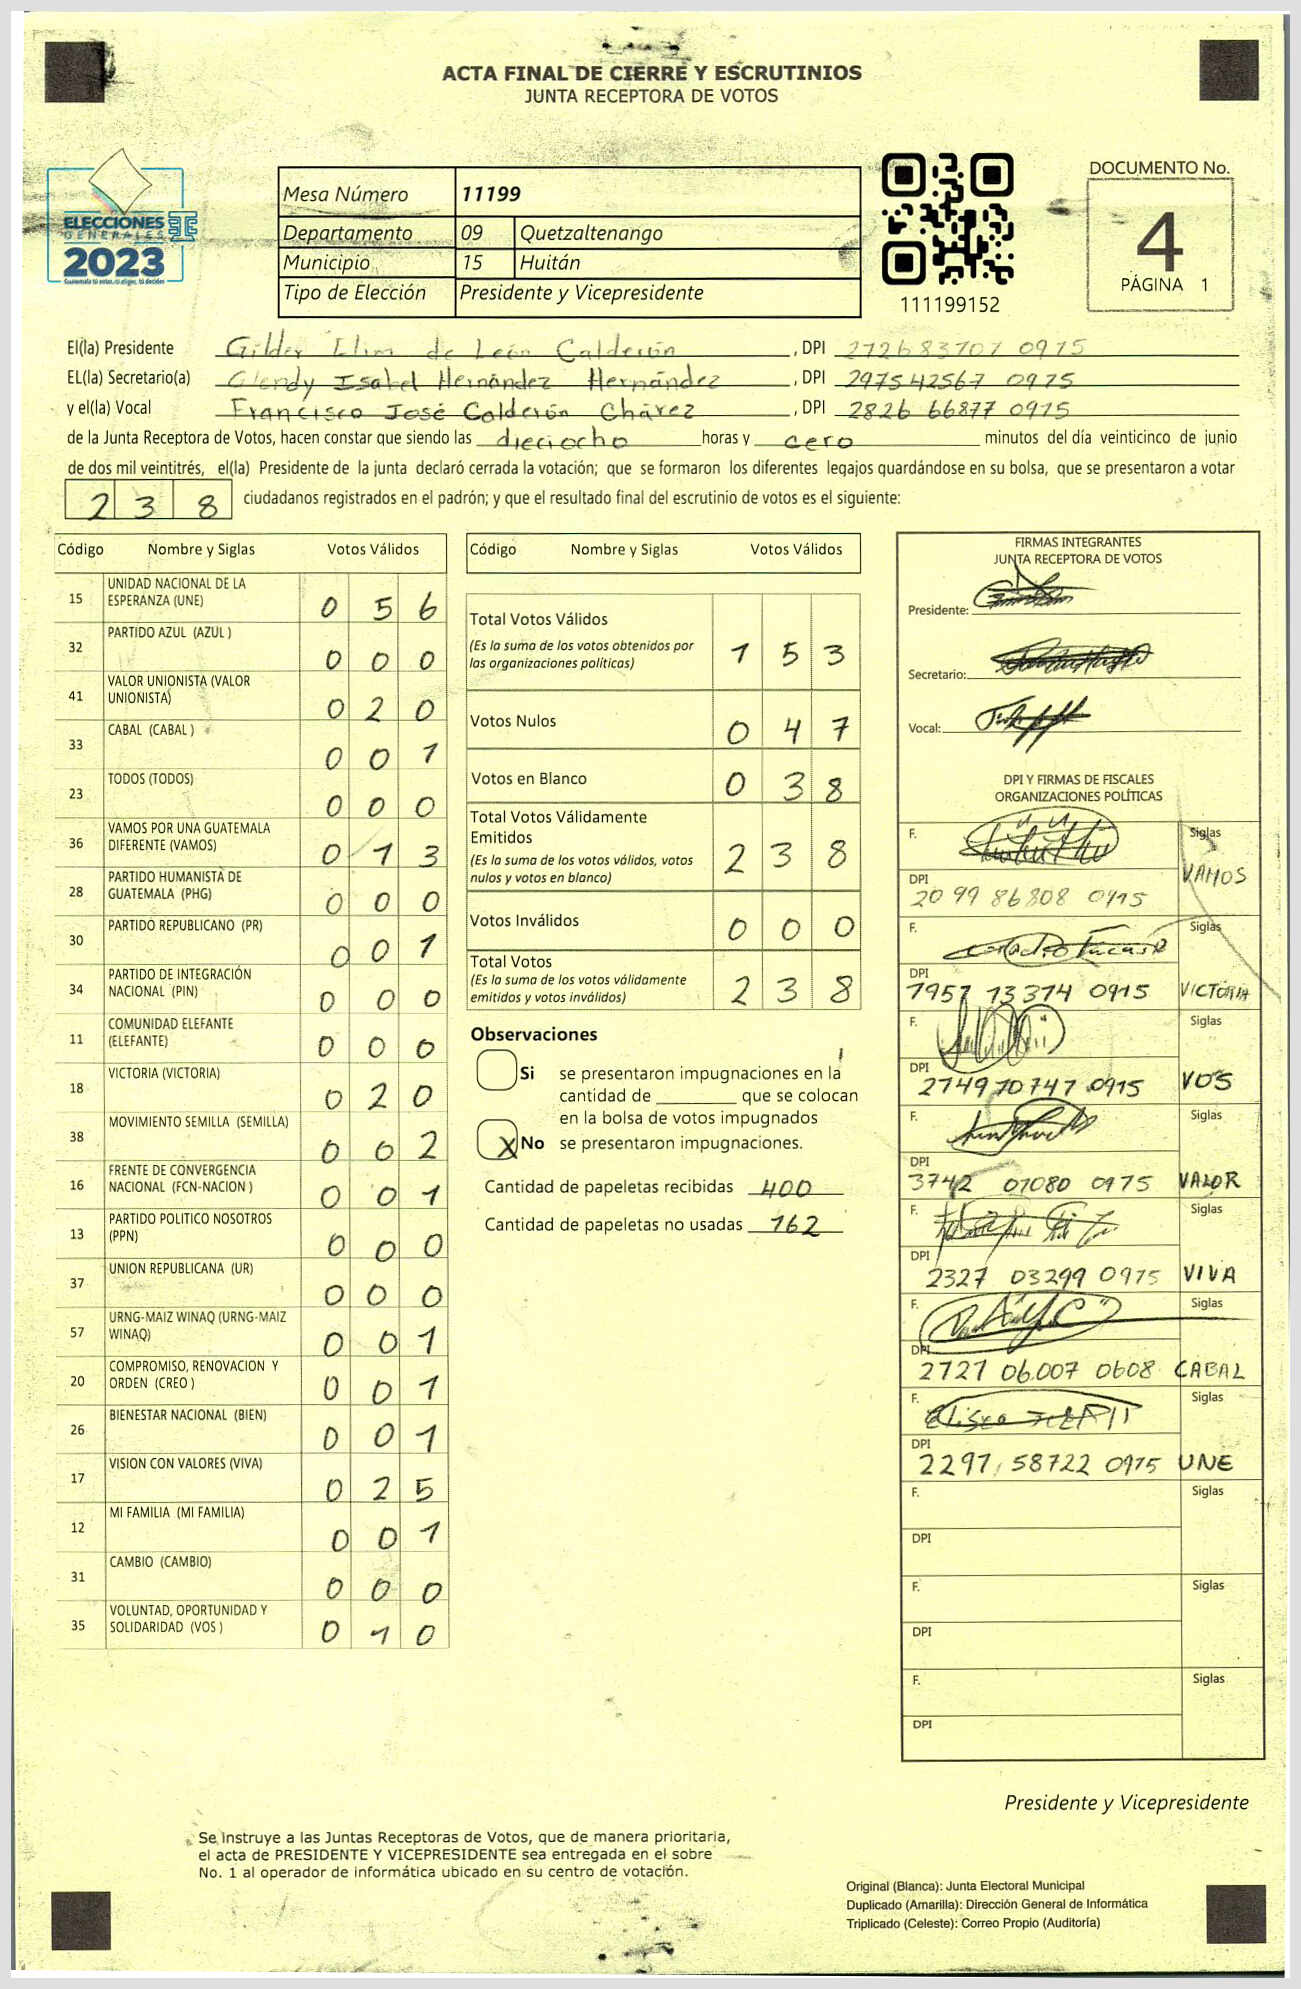 ACTA FINAL DE CIERRE Y ESCRUTINIOS
JUNTA RECEPTORA DE VOTOS
ELECCIONES
GENERALES
2023
Guatemala tú votas, tú eliges, tú decides
Mesa Número 11199
Departamento 09 Quetzaltenango
Municipio 15 Huitán
Tipo de Elección Presidente y Vicepresidente
111199152
DOCUMENTO No.
4
PÁGINA 1
El(la) Presidente Gilder Elim de León Calderón, DPI 272683707 0915
EL(la) Secretario(a) Glendy Isabel Hernández Hernández, DPI 297542567 0915
y el(la) Vocal Francisco José Calderón Chávez, DPI 2826 66877 0915
de la Junta Receptora de Votos, hacen constar que siendo las dieciocho horas y cero minutos del día veinticinco de junio
de dos mil veintitrés, el(la) Presidente de la junta declaró cerrada la votación; que se formaron los diferentes legajos guardándose en su bolsa, que se presentaron a votar
238 ciudadanos registrados en el padrón; y que el resultado final del escrutinio de votos es el siguiente:
Código Nombre y Siglas Votos Válidos
15 UNIDAD NACIONAL DE LA ESPERANZA (UNE) 0 5 6
32 PARTIDO AZUL (AZUL ) 0 0 0
41 VALOR UNIONISTA (VALOR UNIONISTA) 0 2 0
33 CABAL (CABAL ) 0 0 1
23 TODOS (TODOS) 0 0 0
36 VAMOS POR UNA GUATEMALA DIFERENTE (VAMOS) 0 1 3
28 PARTIDO HUMANISTA DE GUATEMALA (PHG) 0 0 0
30 PARTIDO REPUBLICANO (PR) 0 0 1
34 PARTIDO DE INTEGRACIÓN NACIONAL (PIN) 0 0 0
11 COMUNIDAD ELEFANTE (ELEFANTE) 0 0 0
18 VICTORIA (VICTORIA) 0 2 0
38 MOVIMIENTO SEMILLA (SEMILLA) 0 0 2
16 FRENTE DE CONVERGENCIA NACIONAL (FCN-NACION ) 0 0 1
13 PARTIDO POLITICO NOSOTROS (PPN) 0 0 0
37 UNION REPUBLICANA (UR) 0 0 0
57 URNG-MAIZ WINAQ (URNG-MAIZ WINAQ) 0 0 1
20 COMPROMISO, RENOVACION Y ORDEN (CREO ) 0 0 1
26 BIENESTAR NACIONAL (BIEN) 0 0 1
17 VISION CON VALORES (VIVA) 0 2 5
12 MI FAMILIA (MI FAMILIA) 0 0 1
31 CAMBIO (CAMBIO) 0 0 0
35 VOLUNTAD, OPORTUNIDAD Y SOLIDARIDAD (VOS ) 0 1 0
Código Nombre y Siglas Votos Válidos
Total Votos Válidos 1 5 3
(Es la suma de los votos obtenidos por
las organizaciones políticas)
Votos Nulos 0 4 7
Votos en Blanco 0 3 8
Total Votos Válidamente
Emitidos 2 3 8
(Es la suma de los votos válidos, votos
nulos y votos en blanco)
Votos Inválidos 0 0 0
Total Votos 2 3 8
(Es la suma de los votos válidamente
emitidos y votos inválidos)
Observaciones
Si se presentaron impugnaciones en la
cantidad de ________ que se colocan
en la bolsa de votos impugnados
X No se presentaron impugnaciones.
Cantidad de papeletas recibidas 400
Cantidad de papeletas no usadas 162
FIRMAS INTEGRANTES
JUNTA RECEPTORA DE VOTOS
Presidente:
Secretario:
Vocal:
DPI Y FIRMAS DE FISCALES
ORGANIZACIONES POLÍTICAS
F. Siglas
DPI VAMOS
20 99 86808 0915
F. Siglas
DPI
1957 13374 0915 VICTORIA
F. Siglas
DPI
2749 70747 0915 VOS
F. Siglas
DPI
3742 01080 0915 VALOR
F. Siglas
DPI
2327 03299 0915 VIVA
F. Siglas
DPI
2727 06007 0608 CABAL
F. Siglas
DPI
2297 58722 0915 UNE
F. Siglas
DPI
F. Siglas
DPI
F. Siglas
DPI
Presidente y Vicepresidente
Se instruye a las Juntas Receptoras de Votos, que de manera prioritaria,
el acta de PRESIDENTE Y VICEPRESIDENTE sea entregada en el sobre
No. 1 al operador de informática ubicado en su centro de votación.
Original (Blanca): Junta Electoral Municipal
Duplicado (Amarilla): Dirección General de Informática
Triplicado (Celeste): Correo Propio (Auditoría)